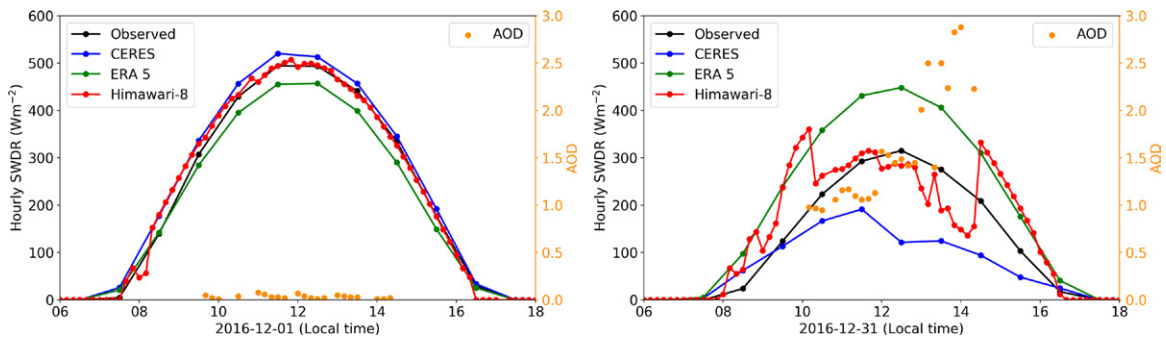 600
500
400
300
200
100
0
Hourly SWDR (Wm⁻²)
Observed
CERES
ERA 5
Himawari-8
AOD
3.0
2.5
2.0
1.5
1.0
0.5
0.0
AOD
06 08 10 12 14 16 18
2016-12-01 (Local time)
600
500
400
300
200
100
0
Hourly SWDR (Wm⁻²)
Observed
CERES
ERA 5
Himawari-8
AOD
3.0
2.5
2.0
1.5
1.0
0.5
0.0
AOD
06 08 10 12 14 16 18
2016-12-31 (Local time)